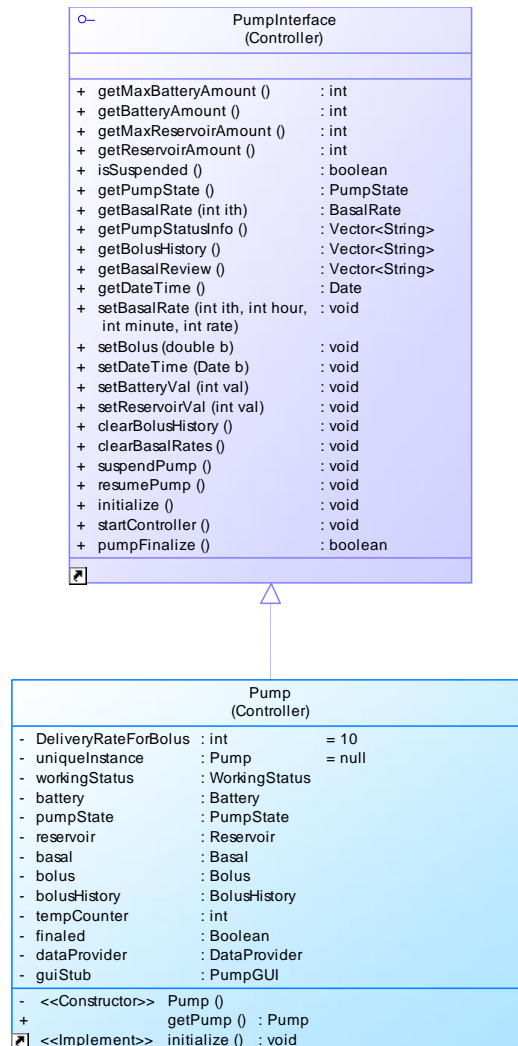 PumpInterface
(Controller)
+ getMaxBatteryAmount () : int
+ getBatteryAmount () : int
+ getMaxReservoirAmount () : int
+ getReservoirAmount () : int
+ isSuspended () : boolean
+ getPumpState () : PumpState
+ getBasalRate (int ith) : BasalRate
+ getPumpStatusInfo () : Vector<String>
+ getBolusHistory () : Vector<String>
+ getBasalReview () : Vector<String>
+ getDateTime () : Date
+ setBasalRate (int ith, int hour, : void
int minute, int rate)
+ setBolus (double b) : void
+ setDateTime (Date b) : void
+ setBatteryVal (int val) : void
+ setReservoirVal (int val) : void
+ clearBolusHistory () : void
+ clearBasalRates () : void
+ suspendPump () : void
+ resumePump () : void
+ initialize () : void
+ startController () : void
+ pumpFinalize () : boolean
Pump
(Controller)
- DeliveryRateForBolus : int = 10
- uniqueInstance : Pump = null
- workingStatus : WorkingStatus
- battery : Battery
- pumpState : PumpState
- reservoir : Reservoir
- basal : Basal
- bolus : Bolus
- bolusHistory : BolusHistory
- tempCounter : int
- finaled : Boolean
- dataProvider : DataProvider
- guiStub : PumpGUI
- <<Constructor>> Pump ()
+ getPump () : Pump
<<Implement>> initialize () : void